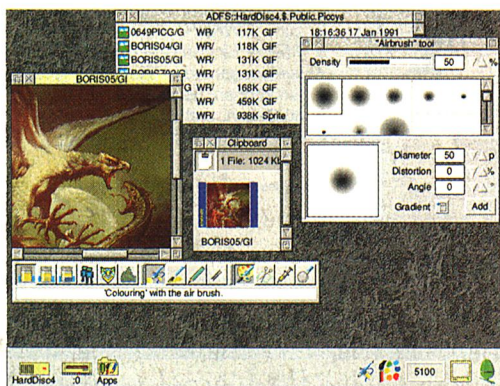 ADFS::HardDisc4.$.Public.Piccys
0649PICG/G WR/ 117K GIF 18:16:36 17 Jan 1991
BORIS04/GI WR/ 118K GIF
BORIS05/GI WR/ 131K GIF
WR/ 131K GIF
G WR/ 168K GIF
WR/ 459K GIF
WR/ 938K Sprite
"Airbrush" tool
Density 50 %
Diameter 50 p
Distortion 0 %
Angle 0
Gradient Add
BORIS05/GI
Clipboard
1 File: 1024 Kb
BORIS05/GI
'Colouring' with the air brush.
HardDisc4 :0 Apps 5100